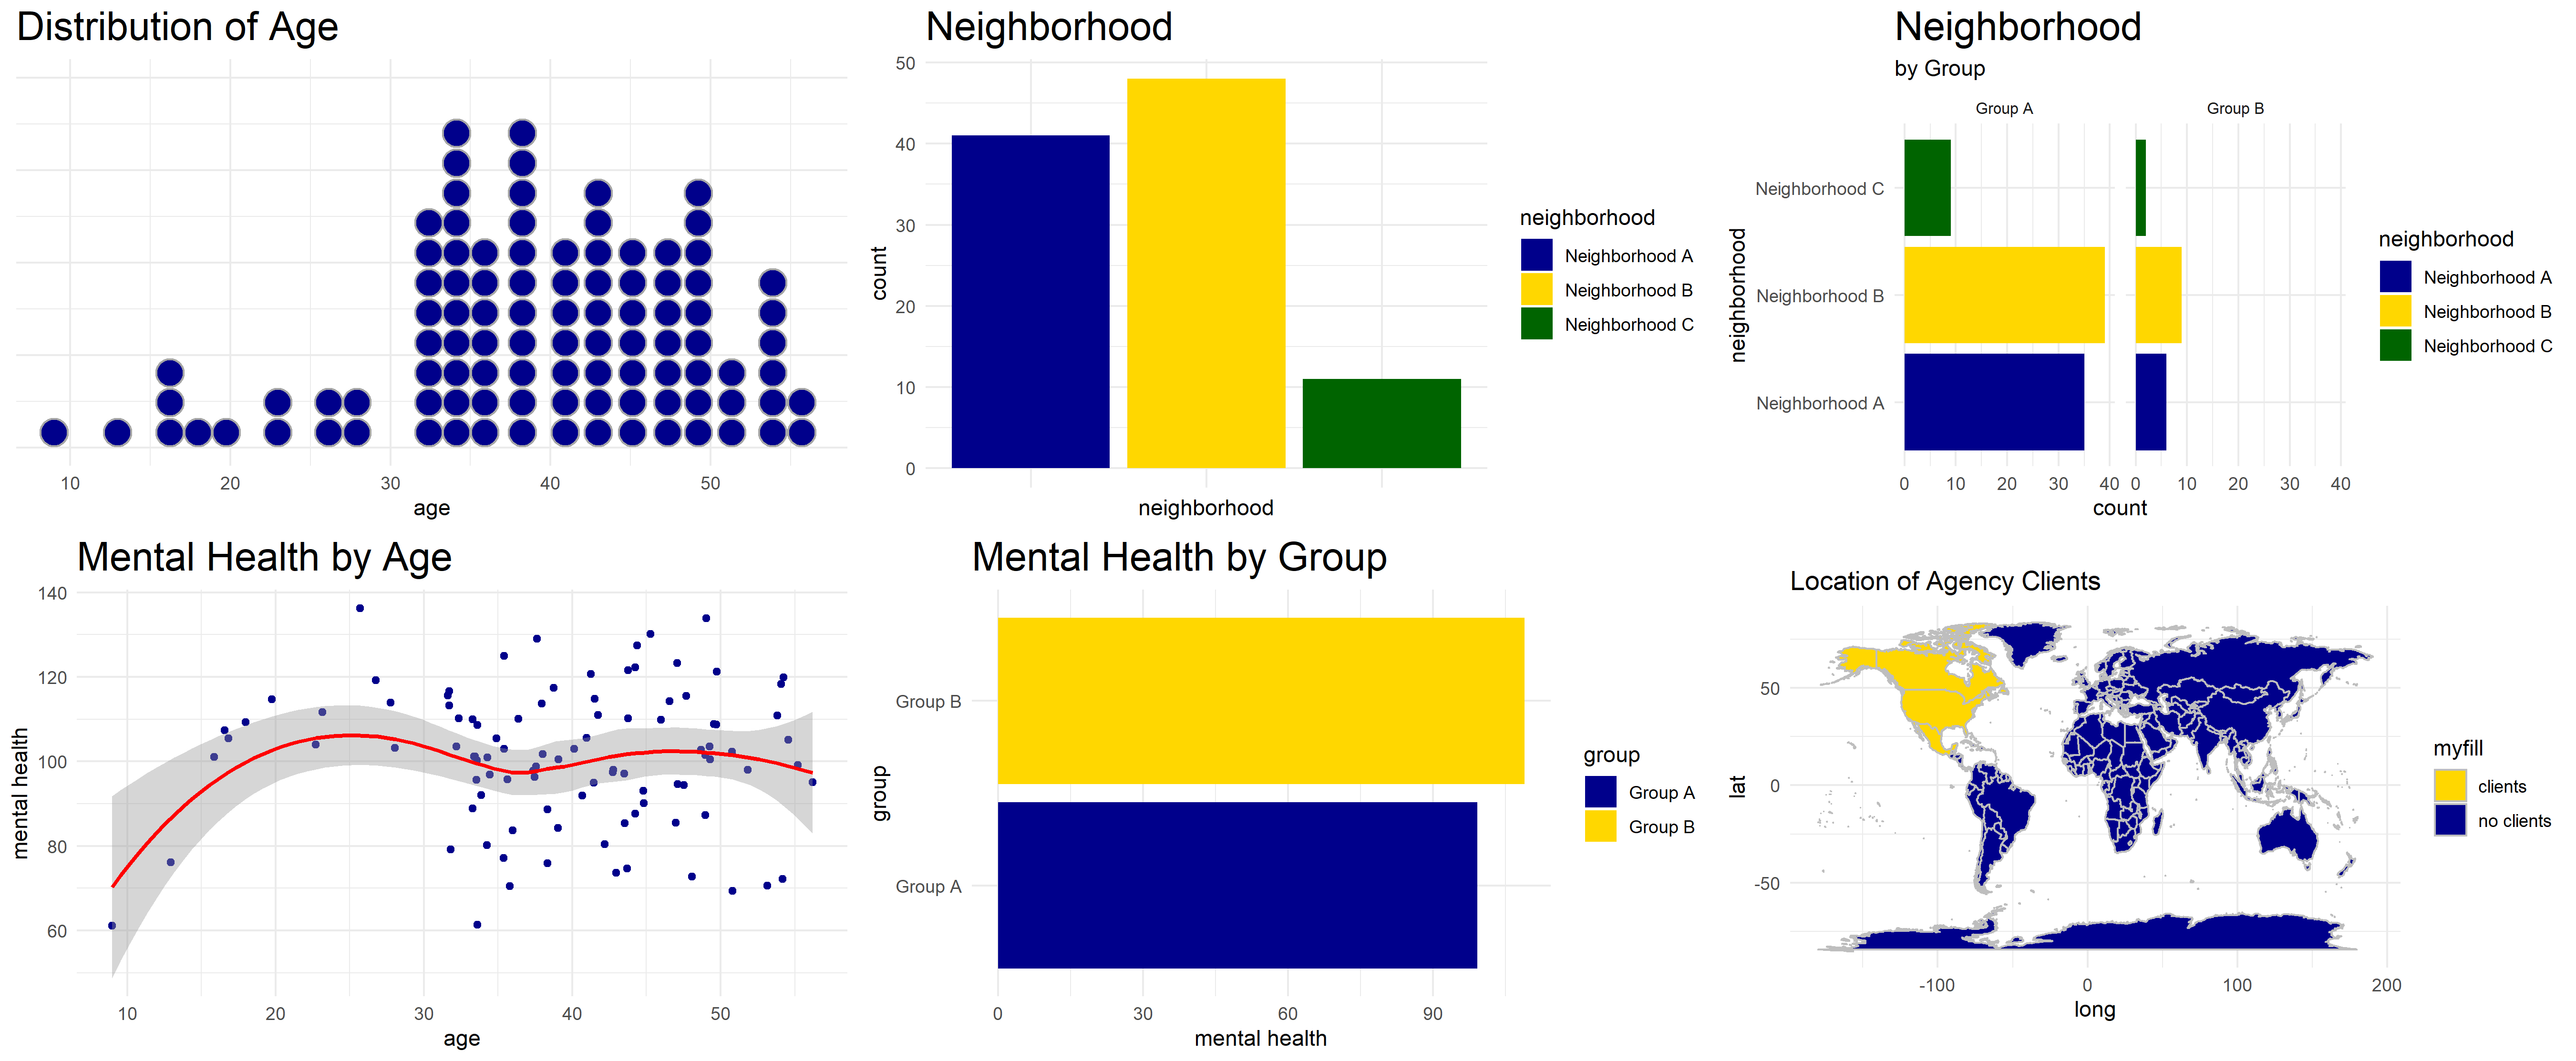 Distribution of Age
10 20 30 40 50
age
Neighborhood
50
40
30
20
10
0
count
neighborhood
neighborhood
Neighborhood A
Neighborhood B
Neighborhood C
Neighborhood
by Group
Group A Group B
Neighborhood C
Neighborhood B
Neighborhood A
neighborhood
0 10 20 30 40 0 10 20 30 40
count
neighborhood
Neighborhood A
Neighborhood B
Neighborhood C
Mental Health by Age
140
120
100
80
60
mental health
10 20 30 40 50
age
Mental Health by Group
Group B
Group A
group
0 30 60 90
mental health
group
Group A
Group B
Location of Agency Clients
50
0
-50
lat
-100 0 100 200
long
myfill
clients
no clients